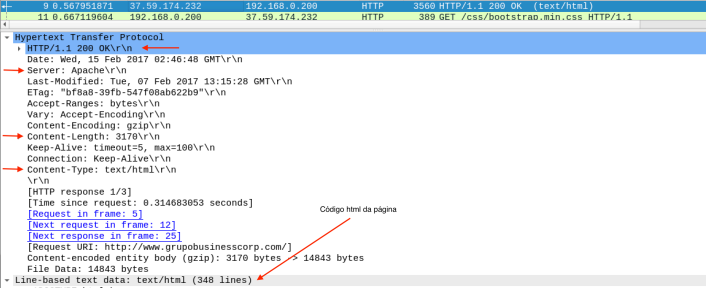 9 0.567951871 37.59.174.232 192.168.0.200 HTTP 3560 HTTP/1.1 200 OK (text/html)
11 0.567119604 192.168.0.200 37.59.174.232 HTTP 389 GET /css/bootstrap.min.css HTTP/1.1
Hypertext Transfer Protocol
HTTP/1.1 200 OK\r\n
Date: Wed, 15 Feb 2017 02:46:48 GMT\r\n
Server: Apache\r\n
Last-Modified: Tue, 07 Feb 2017 13:15:28 GMT\r\n
ETag: "bf8a8-39fb-547f08ab622b9"\r\n
Accept-Ranges: bytes\r\n
Vary: Accept-Encoding\r\n
Content-Encoding: gzip\r\n
Content-Length: 3170\r\n
Keep-Alive: timeout=5, max=100\r\n
Connection: Keep-Alive\r\n
Content-Type: text/html\r\n
\r\n
[HTTP response 1/3]
[Time since request: 0.314683053 seconds]
Código html da página
[Request in frame: 5]
[Next request in frame: 12]
[Next response in frame: 25]
[Request URI: http://www.grupobusinesscorp.com/]
Content-encoded entity body (gzip): 3170 bytes -> 14843 bytes
File Data: 14843 bytes
Line-based text data: text/html (348 lines)